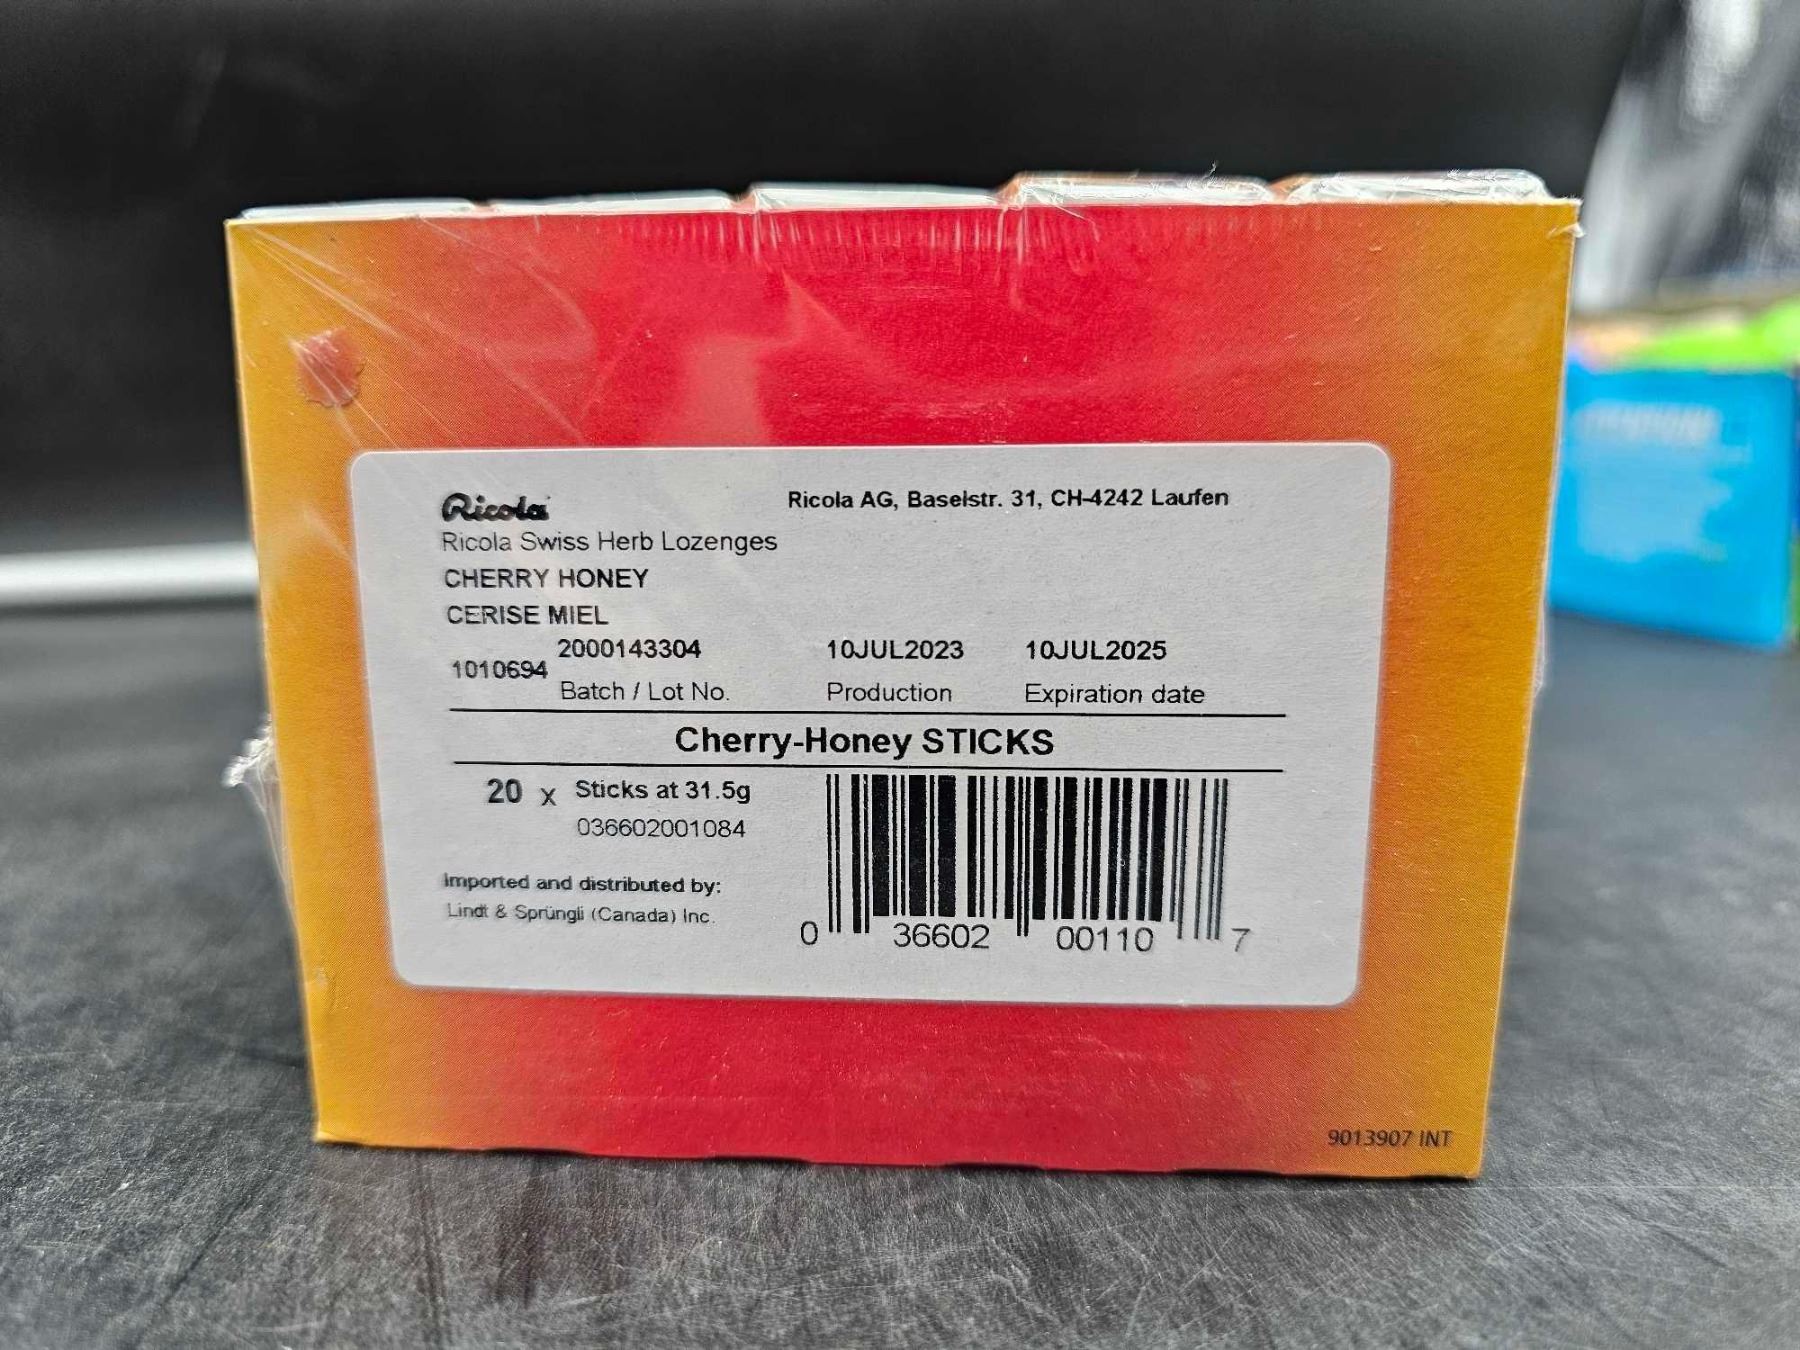 Ricola
Ricola AG, Baselstr. 31, CH-4242 Laufen
Ricola Swiss Herb Lozenges
CHERRY HONEY
CERISE MIEL
1010694
2000143304 10JUL2023 10JUL2025
Batch / Lot No. Production Expiration date
Cherry-Honey STICKS
20 x Sticks at 31.5g
036602001084
Imported and distributed by:
Lindt & Sprüngli (Canada) Inc.
0 36602 00110 7
9013907 INT